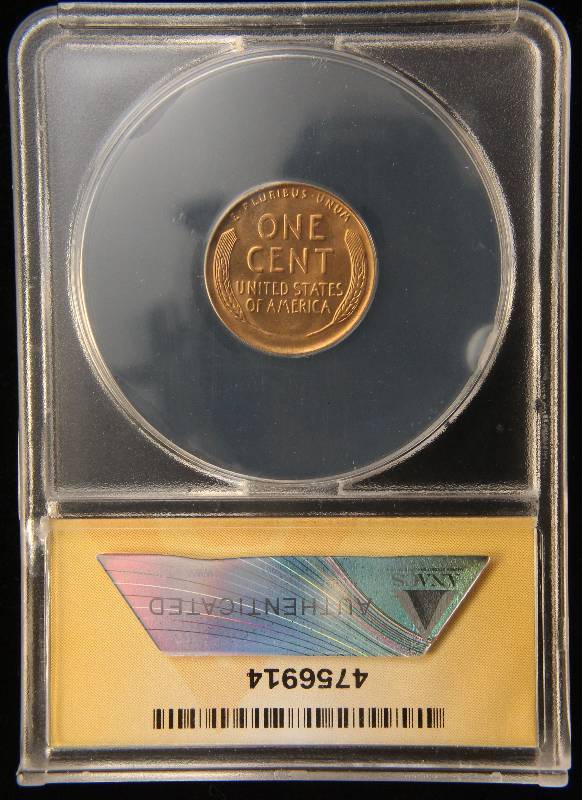 E·PLURIBUS·UNUM
ONE
CENT
UNITED STATES
OF AMERICA
4756914
AUTHENTICATED
ANACS